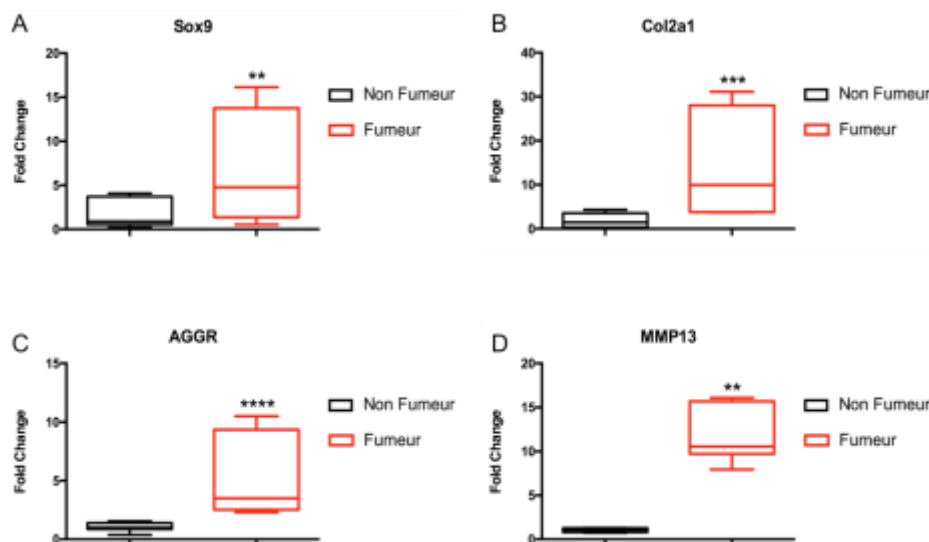 A
Sox9
Fold Change
20
15
10
5
0
**
Non Fumeur
Fumeur
B
Col2a1
Fold Change
40
30
20
10
0
***
Non Fumeur
Fumeur
C
AGGR
Fold Change
15
10
5
0
****
Non Fumeur
Fumeur
D
MMP13
Fold Change
20
15
10
5
0
**
Non Fumeur
Fumeur